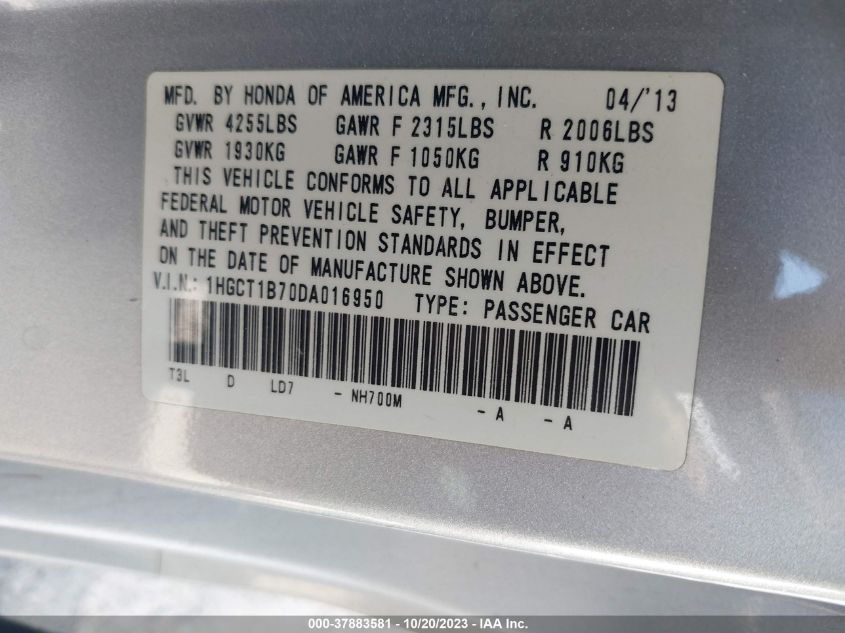 MFD. BY HONDA OF AMERICA MFG., INC. 04/'13
GVWR 4255LBS GAWR F 2315LBS R 2006LBS
GVWR 1930KG GAWR F 1050KG R 910KG
THIS VEHICLE CONFORMS TO ALL APPLICABLE
FEDERAL MOTOR VEHICLE SAFETY, BUMPER,
AND THEFT PREVENTION STANDARDS IN EFFECT
ON THE DATE OF MANUFACTURE SHOWN ABOVE.
V.I.N.: 1HGCT1B70DA016950 TYPE: PASSENGER CAR
T3L D LD7 - NH700M - A - A
000-37883581 / 10/20/2023 / IAAI.COM